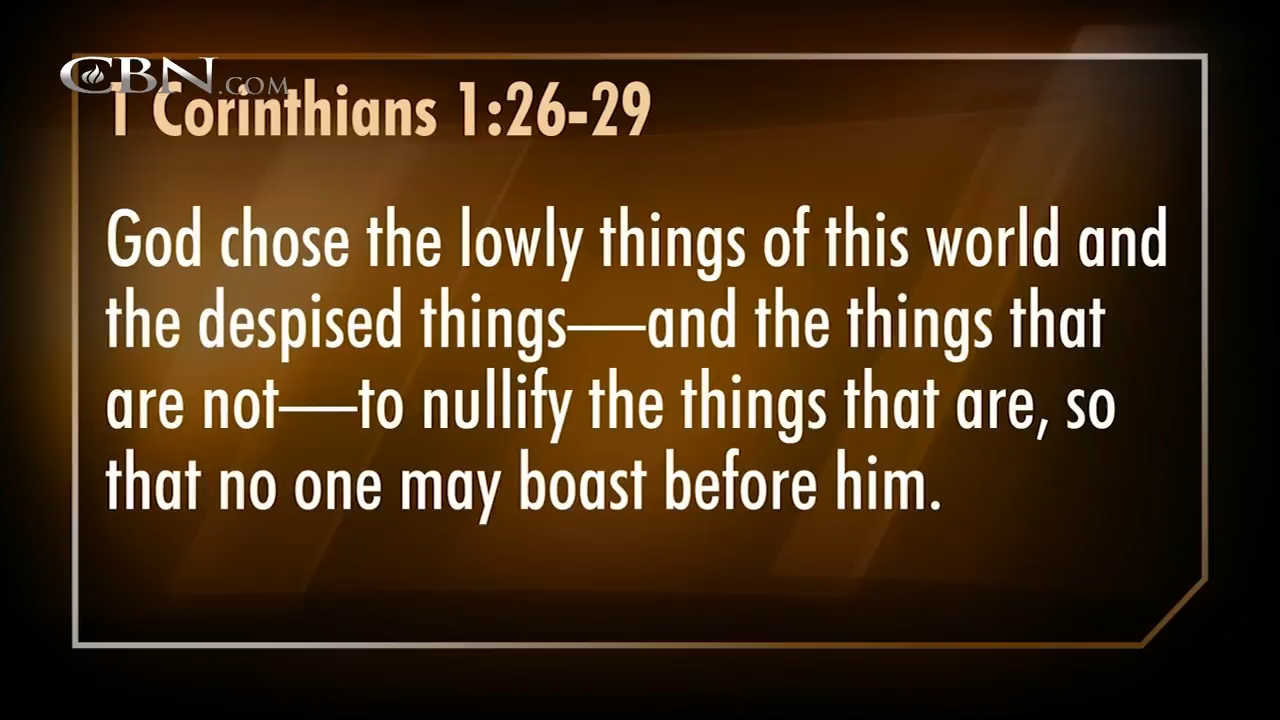 CBN.COM
1 Corinthians 1:26-29
God chose the lowly things of this world and
the despised things—and the things that
are not—to nullify the things that are, so
that no one may boast before him.